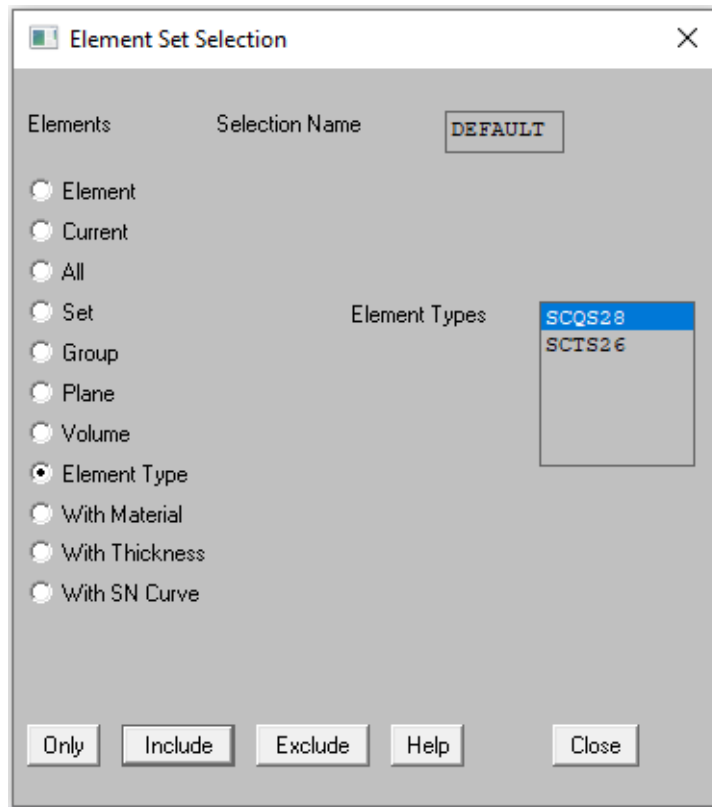 Element Set Selection
Elements Selection Name DEFAULT
Element
Current
All
Set
Element Types SCQS28
SCTS26
Group
Plane
Volume
Element Type
With Material
With Thickness
With SN Curve
Only Include Exclude Help Close